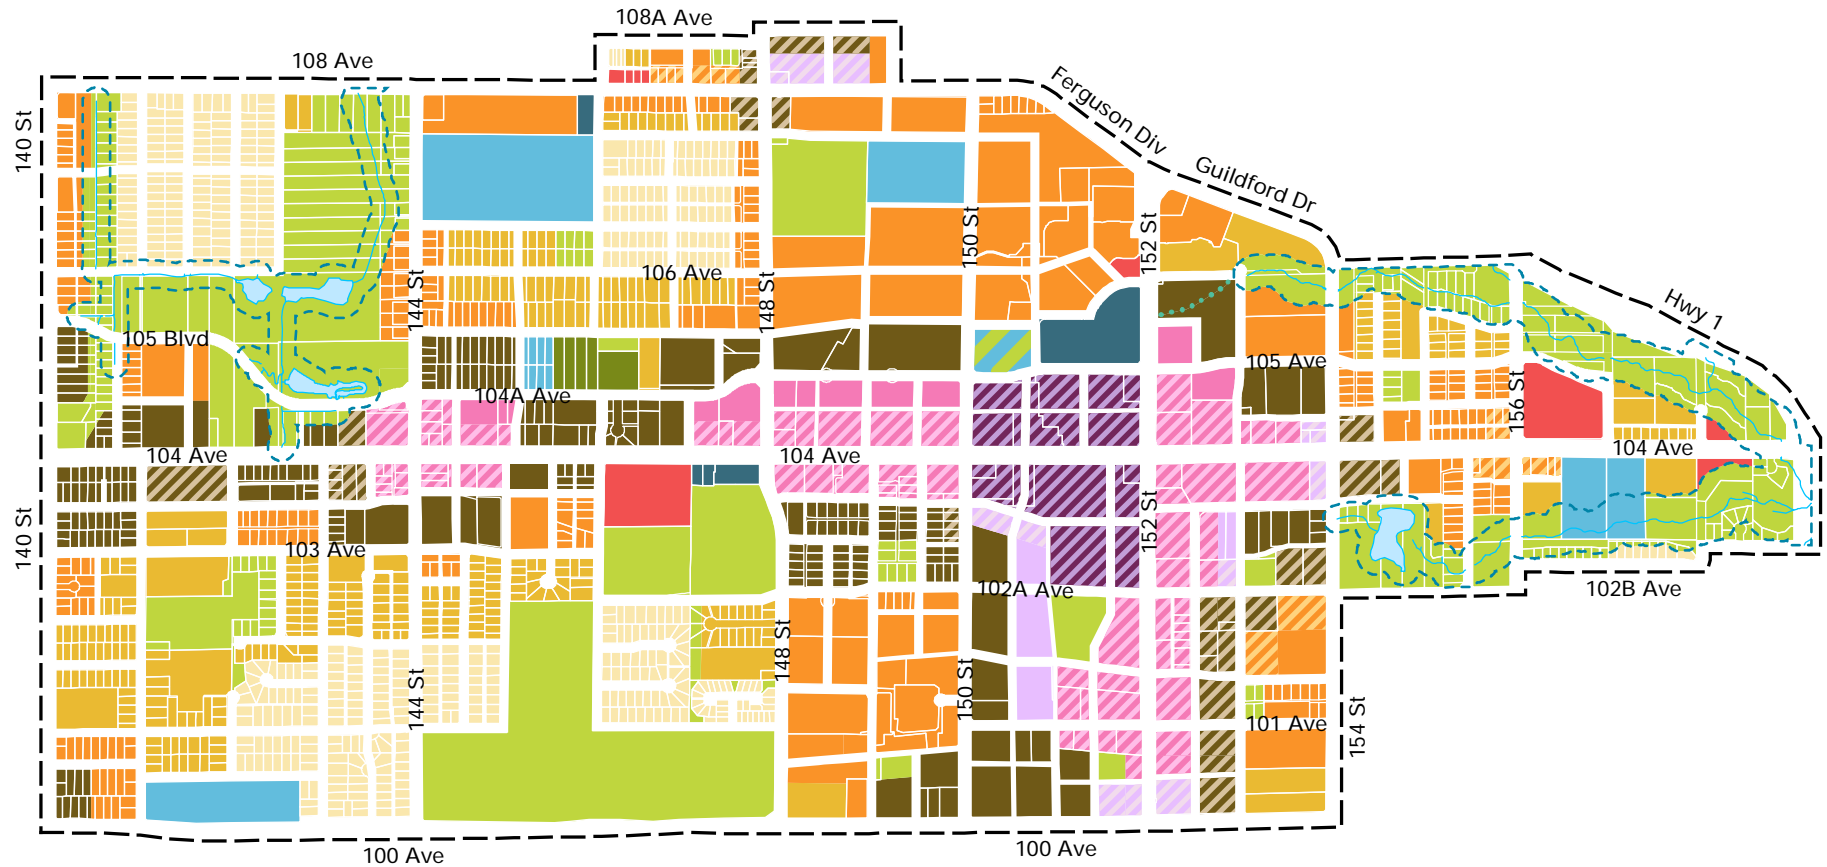 108A Ave
108 Ave
Ferguson Div
140 St
Guildford Dr
150 St
152 St
106 Ave
144 St
148 St
Hwy 1
105 Blvd
105 Ave
104A Ave
156 St
104 Ave
104 Ave
104 Ave
140 St
152 St
103 Ave
102A Ave
102B Ave
148 St
144 St
150 St
101 Ave
154 St
100 Ave
100 Ave